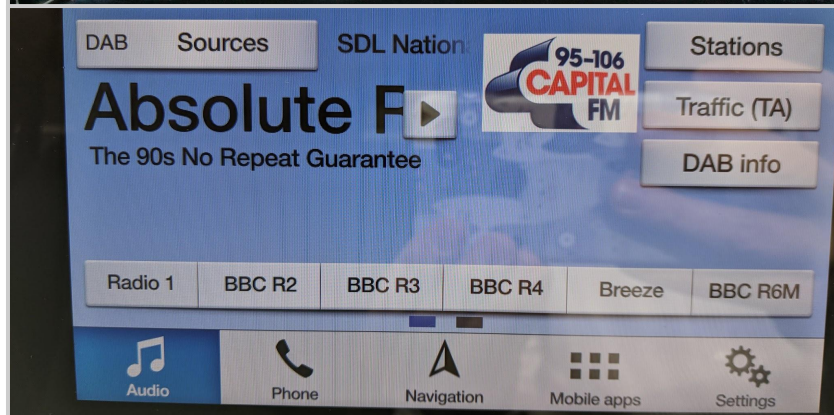 DAB Sources
SDL Nation
95-106
CAPITAL
FM
Stations
Absolute R
Traffic (TA)
The 90s No Repeat Guarantee
DAB info
Radio 1
BBC R2
BBC R3
BBC R4
Breeze
BBC R6M
Audio
Phone
Navigation
Mobile apps
Settings